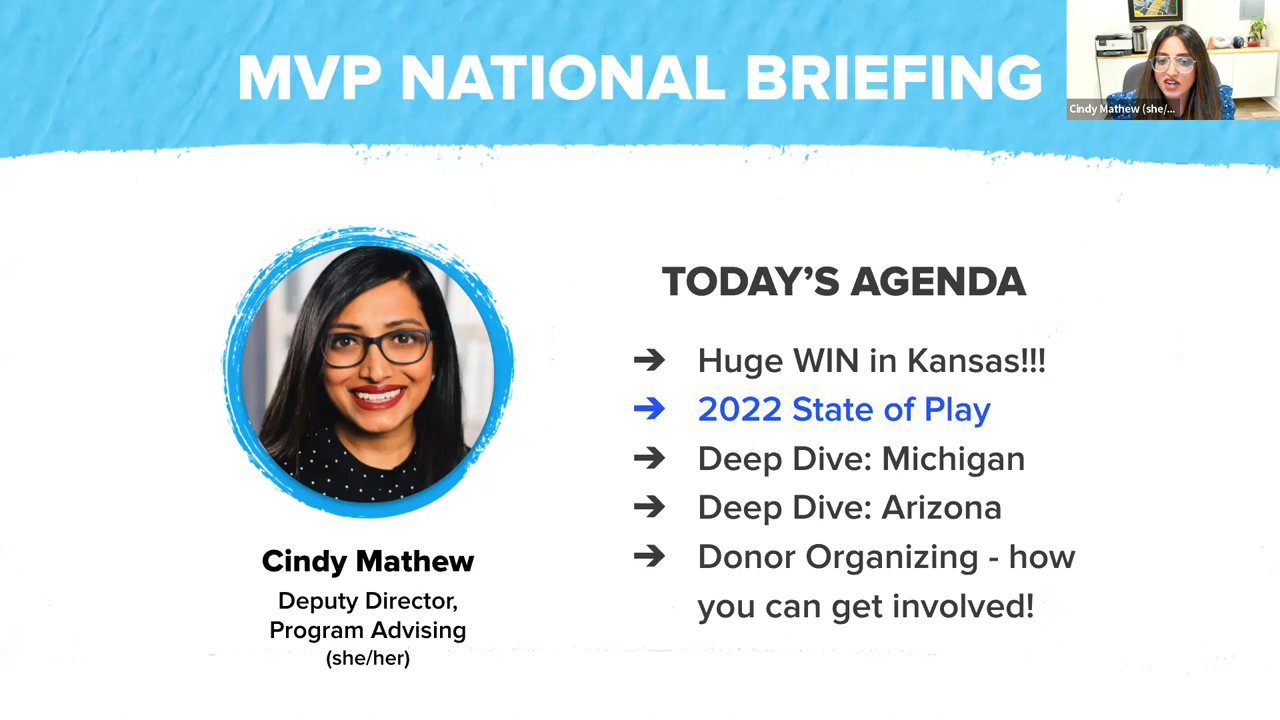 MVP NATIONAL BRIEFING
Cindy Mathew (she/...
TODAY’S AGENDA
➔ Huge WIN in Kansas!!!
➔ 2022 State of Play
➔ Deep Dive: Michigan
➔ Deep Dive: Arizona
➔ Donor Organizing - how
you can get involved!
Cindy Mathew
Deputy Director,
Program Advising
(she/her)